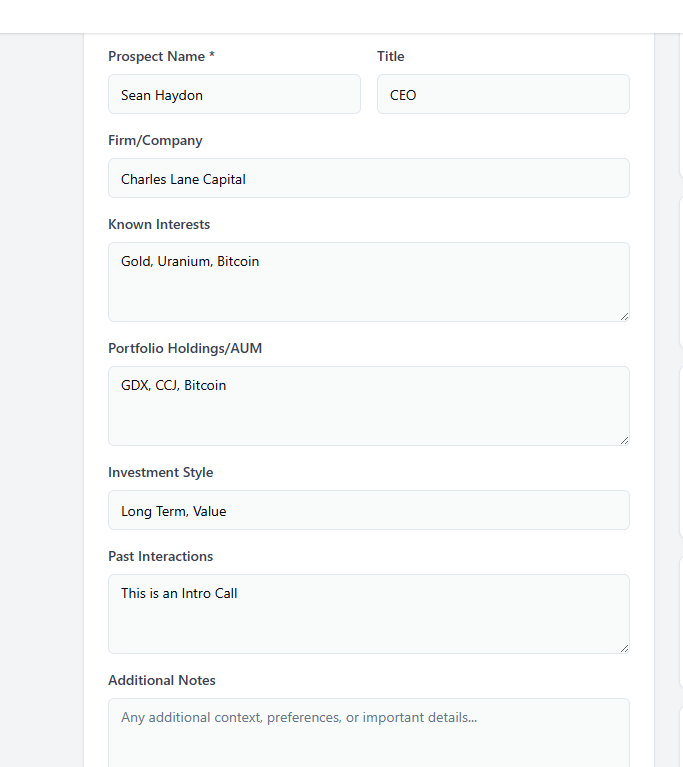 Prospect Name *
Title
Sean Haydon
CEO
Firm/Company
Charles Lane Capital
Known Interests
Gold, Uranium, Bitcoin
Portfolio Holdings/AUM
GDX, CCJ, Bitcoin
Investment Style
Long Term, Value
Past Interactions
This is an Intro Call
Additional Notes
Any additional context, preferences, or important details...